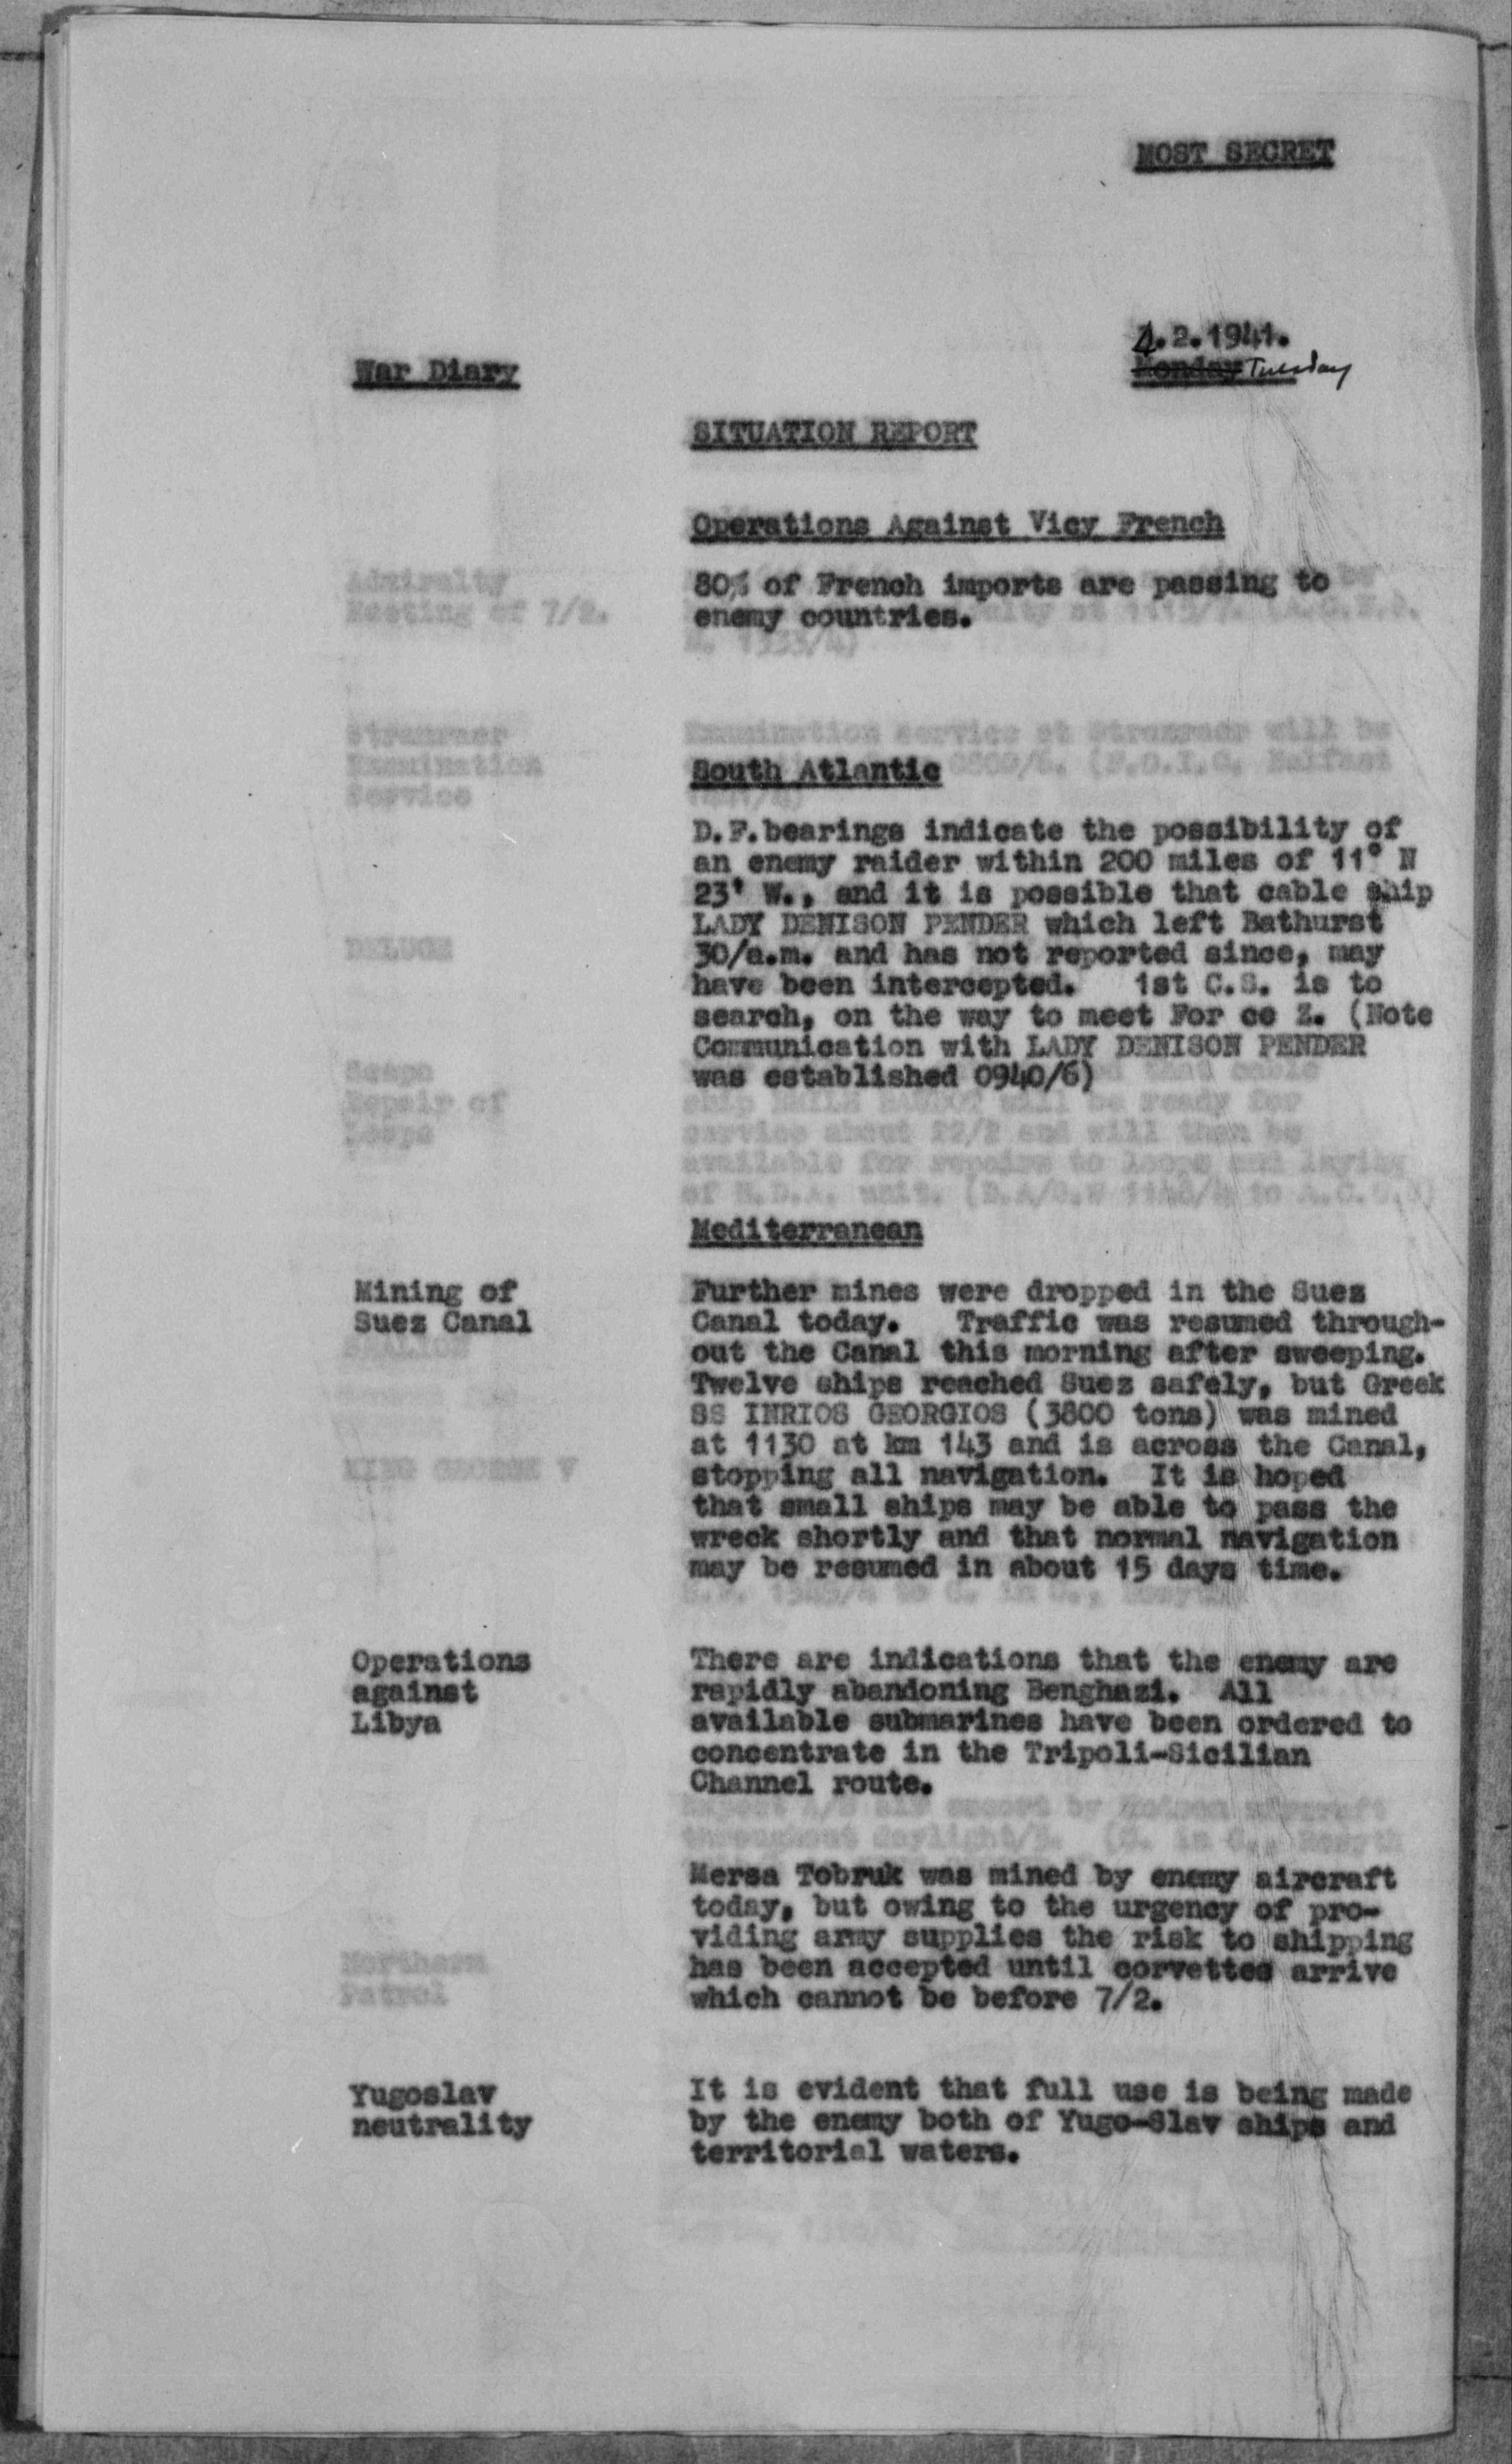 MOST SECRET
4.2.1941.
War Diary
Monday Tuesday
SITUATION REPORT
Operations Against Vicy French
80% of French imports are passing to
enemy countries.
South Atlantic
D.F.bearings indicate the possibility of
an enemy raider within 200 miles of 11° N
23' W., and it is possible that cable ship
LADY DENISON PENDER which left Bathurst
30/a.m. and has not reported since, may
have been intercepted. 1st C.S. is to
search, on the way to meet For ce Z. (Note
Communication with LADY DENISON PENDER
was established 0940/6)
Mediterranean
Mining of
Suez Canal
Further mines were dropped in the Suez
Canal today. Traffic was resumed through-
out the Canal this morning after sweeping.
Twelve ships reached Suez safely, but Greek
SS INRIOS GEORGIOS (3800 tons) was mined
at 1130 at km 143 and is across the Canal,
stopping all navigation. It is hoped
that small ships may be able to pass the
wreck shortly and that normal navigation
may be resumed in about 15 days time.
Operations
against
Libya
There are indications that the enemy are
rapidly abandoning Benghazi. All
available submarines have been ordered to
concentrate in the Tripoli-Sicilian
Channel route.
Mersa Tobruk was mined by enemy aircraft
today, but owing to the urgency of pro-
viding army supplies the risk to shipping
has been accepted until corvettes arrive
which cannot be before 7/2.
Yugoslav
neutrality
It is evident that full use is being made
by the enemy both of Yugo-Slav ships and
territorial waters.